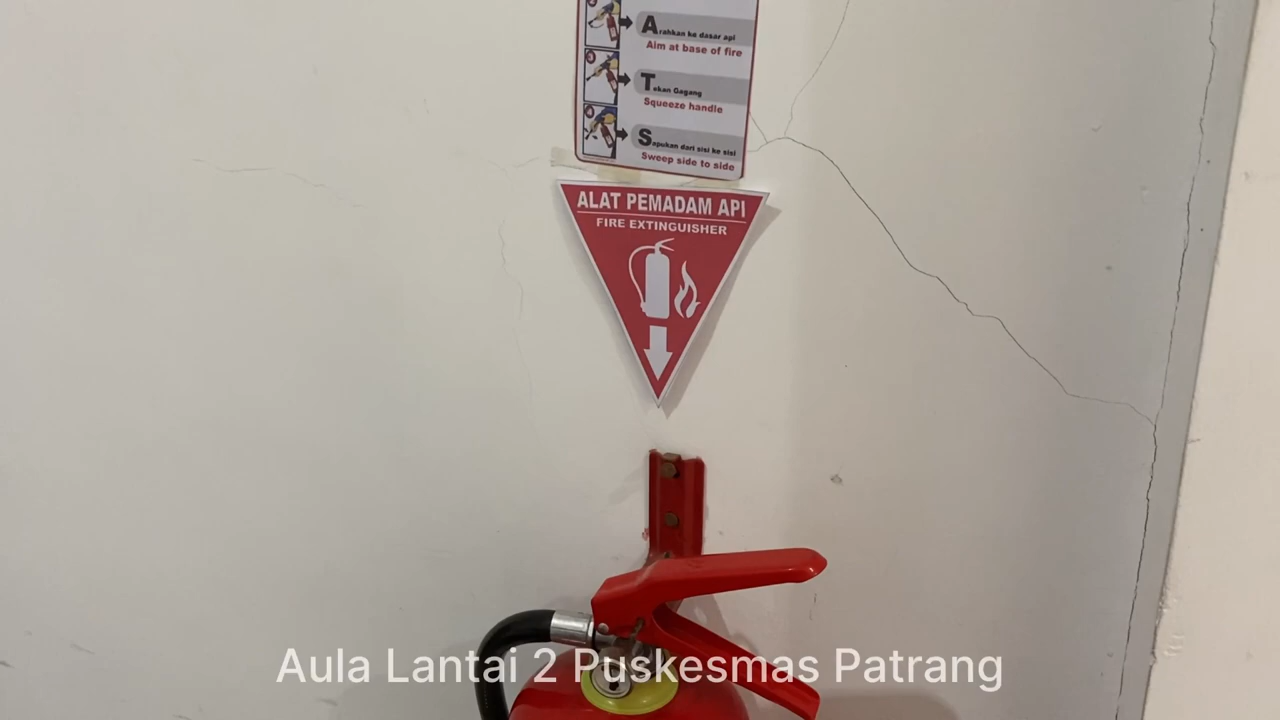 Arahkan ke dasar api
Aim at base of fire
Tekan Gagang
Squeeze handle
Sapukan dari sisi ke sisi
Sweep side to side
ALAT PEMADAM API
FIRE EXTINGUISHER
Aula Lantai 2 Puskesmas Patrang